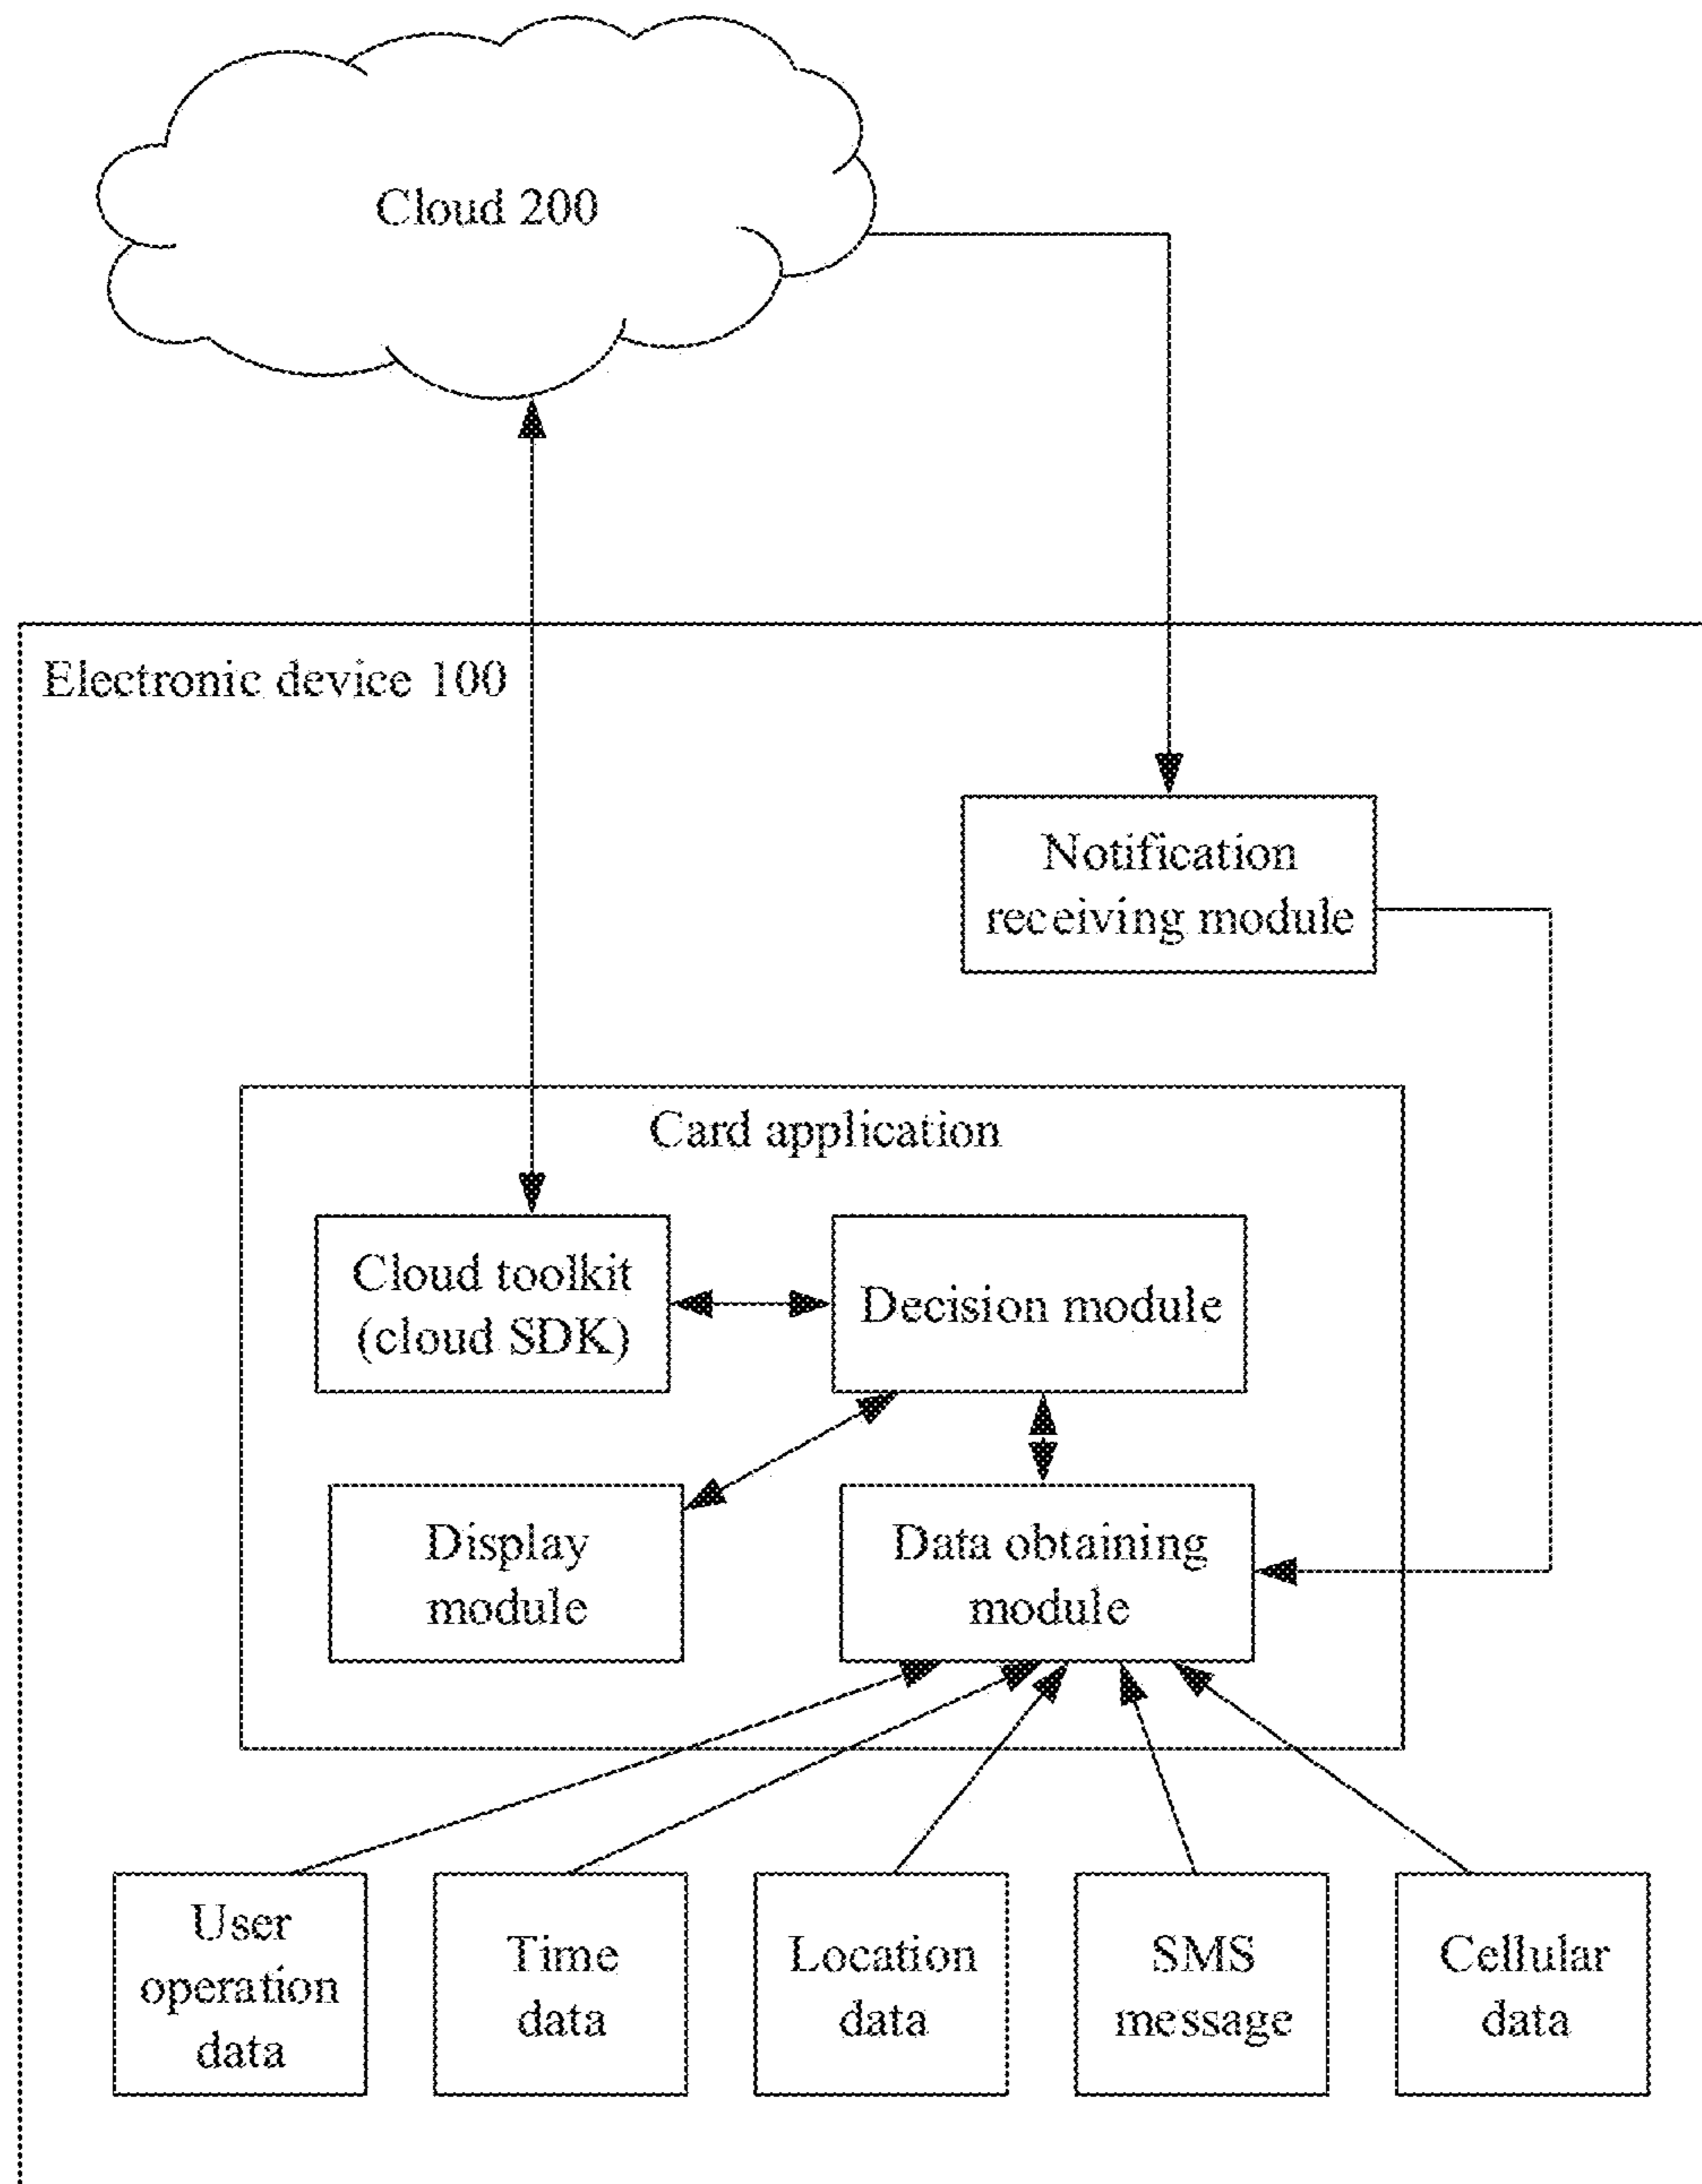 Cloud 200
Electronic device 100
Notification
receiving module
Card application
Cloud toolkit
(cloud SDK)
Decision module
Display
module
Data obtaining
module
User
operation
data
Time
data
Location
data
SMS
message
Cellular
data